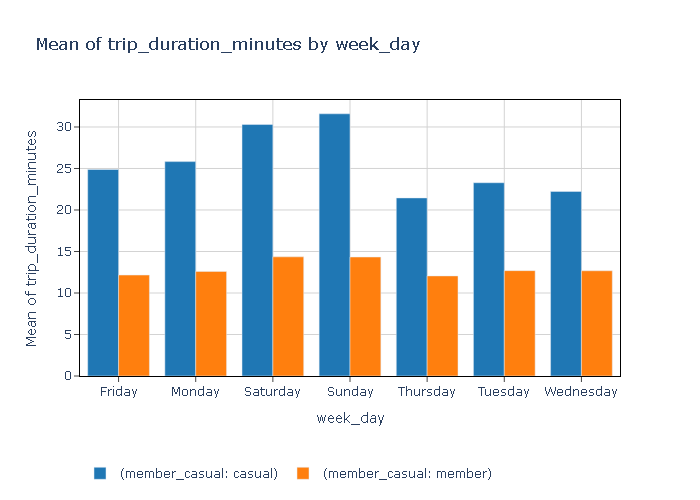 Mean of trip_duration_minutes by week_day
Mean of trip_duration_minutes
30
25
20
15
10
5
0
Friday Monday Saturday Sunday Thursday Tuesday Wednesday
week_day
(member_casual: casual) (member_casual: member)